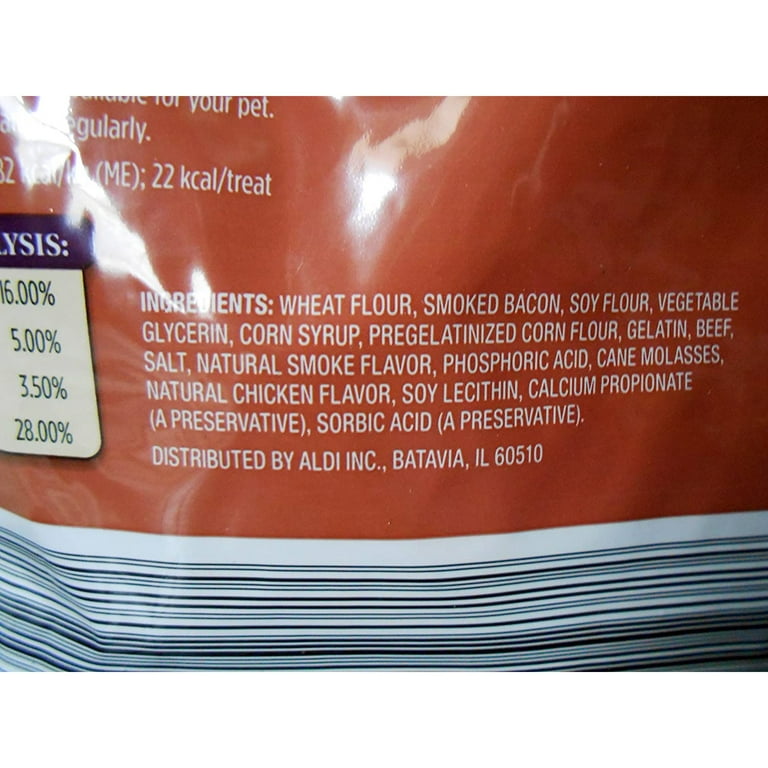 for your pet.
egularly.
(ME); 22 kcal/treat
LYSIS:
16.00%
5.00%
3.50%
28.00%
INGREDIENTS: WHEAT FLOUR, SMOKED BACON, SOY FLOUR, VEGETABLE
GLYCERIN, CORN SYRUP, PREGELATINIZED CORN FLOUR, GELATIN, BEEF,
SALT, NATURAL SMOKE FLAVOR, PHOSPHORIC ACID, CANE MOLASSES,
NATURAL CHICKEN FLAVOR, SOY LECITHIN, CALCIUM PROPIONATE
(A PRESERVATIVE), SORBIC ACID (A PRESERVATIVE).
DISTRIBUTED BY ALDI INC., BATAVIA, IL 60510